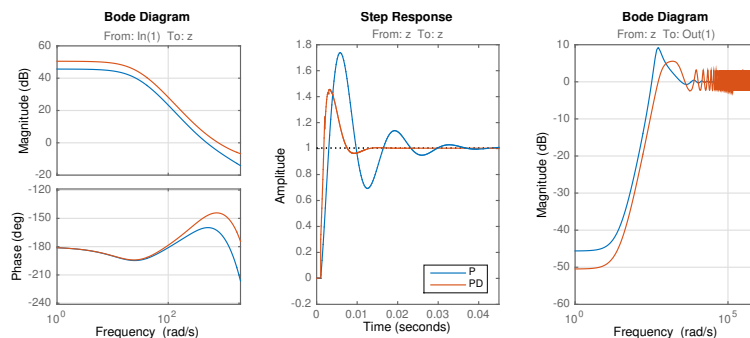 Bode Diagram
From: In(1) To: z
Magnitude (dB)
60
40
20
0
-20
Phase (deg)
-120
-150
-180
-210
-240
10^0
10^2
Frequency (rad/s)
Step Response
From: z To: z
Amplitude
1.8
1.6
1.4
1.2
1
0.8
0.6
0.4
0.2
0
-0.2
0
0.01
0.02
0.03
0.04
P
PD
Time (seconds)
Bode Diagram
From: z To: Out(1)
Magnitude (dB)
10
0
-10
-20
-30
-40
-50
-60
10^0
10^5
Frequency (rad/s)